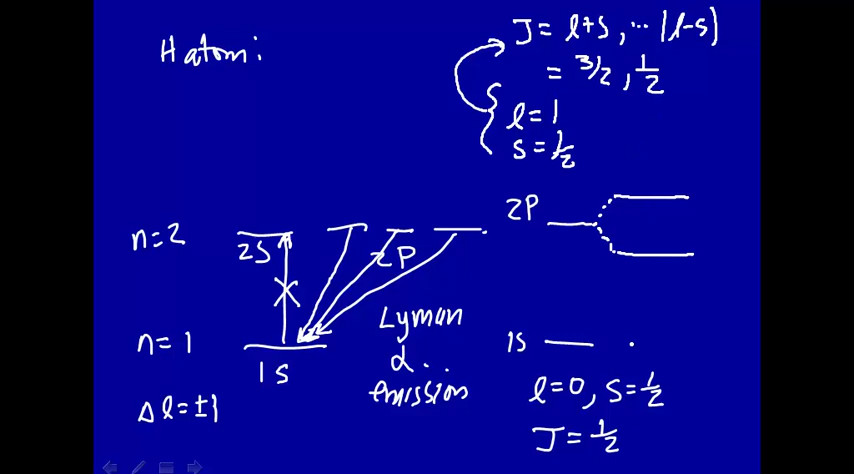 H atom:
J = l+s, ... |l-s|
= 3/2, 1/2
l = 1
s = 1/2
n=2
2S
2P
2P
n=1
1S
Lyman
α..
emission
Δl=±1
1S
l=0, s=1/2
J=1/2